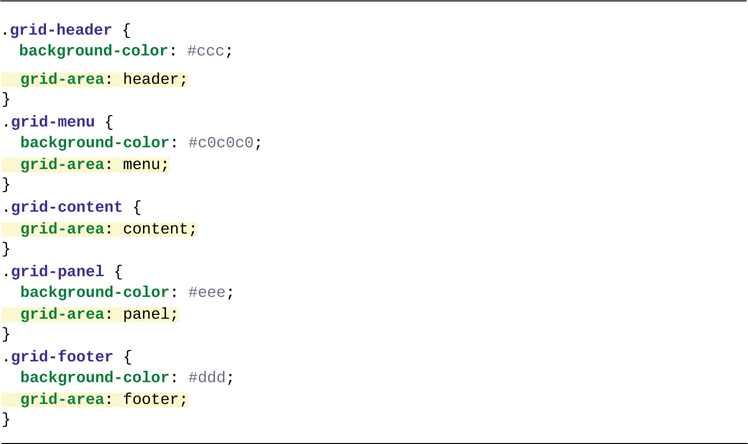 .grid-header {
  background-color: #ccc;
  grid-area: header;
}
.grid-menu {
  background-color: #c0c0c0;
  grid-area: menu;
}
.grid-content {
  grid-area: content;
}
.grid-panel {
  background-color: #eee;
  grid-area: panel;
}
.grid-footer {
  background-color: #ddd;
  grid-area: footer;
}